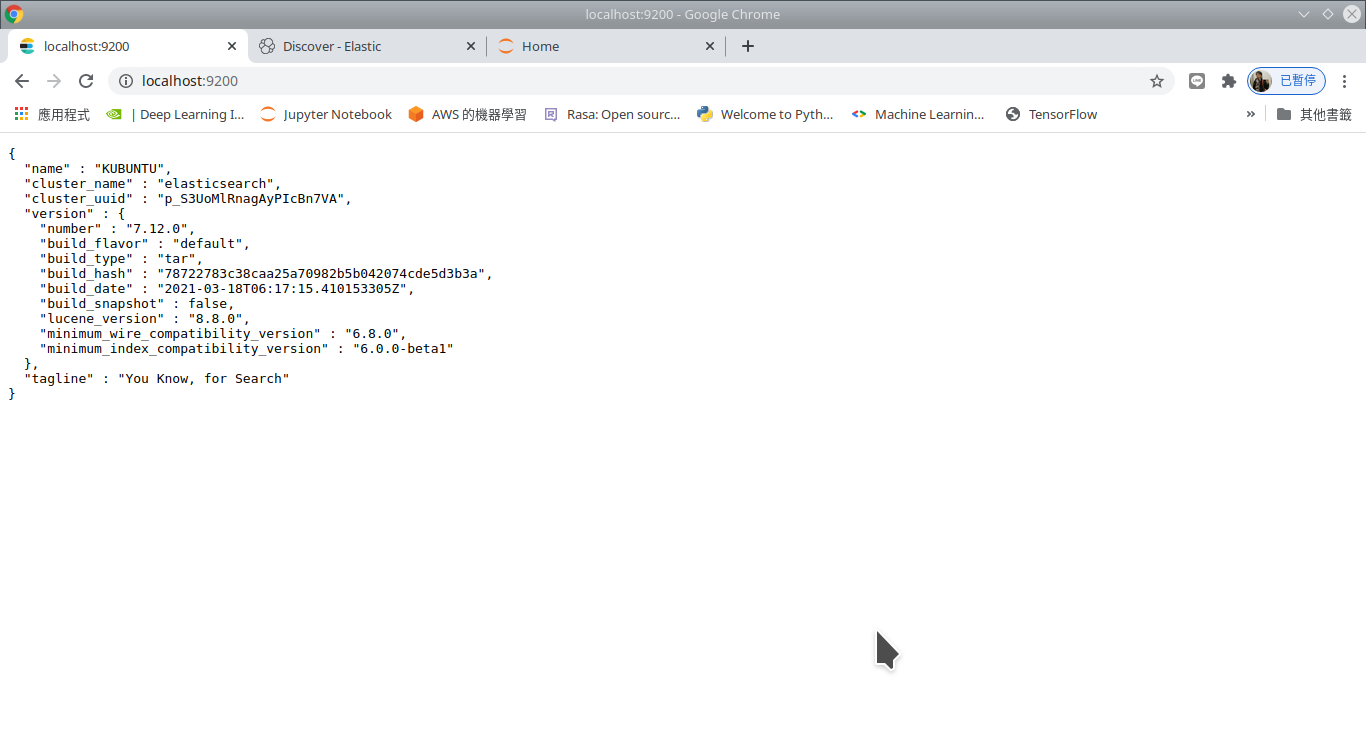 localhost:9200 - Google Chrome
localhost:9200 Discover - Elastic Home
localhost:9200 已暫停
應用程式 | Deep Learning I... Jupyter Notebook AWS 的機器學習 Rasa: Open sourc... Welcome to Pyth... Machine Learnin... TensorFlow » 其他書籤
{
  "name" : "KUBUNTU",
  "cluster_name" : "elasticsearch",
  "cluster_uuid" : "p_S3UoMlRnagAyPIcBn7VA",
  "version" : {
    "number" : "7.12.0",
    "build_flavor" : "default",
    "build_type" : "tar",
    "build_hash" : "78722783c38caa25a70982b5b042074cde5d3b3a",
    "build_date" : "2021-03-18T06:17:15.410153305Z",
    "build_snapshot" : false,
    "lucene_version" : "8.8.0",
    "minimum_wire_compatibility_version" : "6.8.0",
    "minimum_index_compatibility_version" : "6.0.0-beta1"
  },
  "tagline" : "You Know, for Search"
}